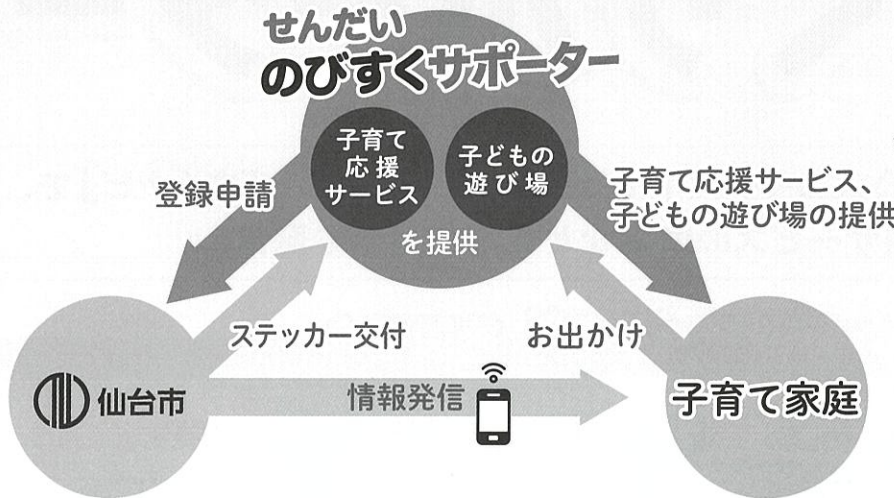 せんだい
のびすくサポーター
子育て
応援
サービス
子どもの
遊び場
を提供
登録申請
子育て応援サービス、
子どもの遊び場の提供
ステッカー交付
お出かけ
仙台市
情報発信
子育て家庭